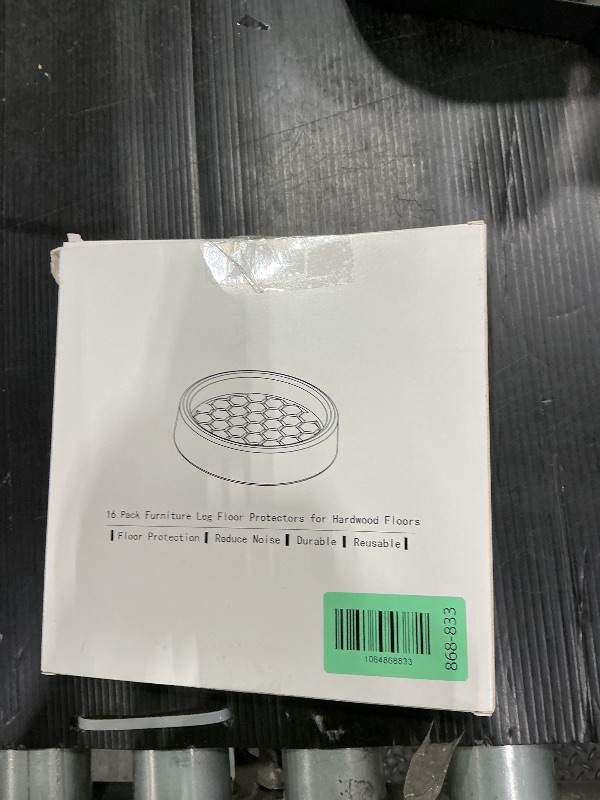 16 Pack Furniture Leg Floor Protectors for Hardwood Floors
Floor Protection Reduce Noise Durable Reusable
1064868833
868-833